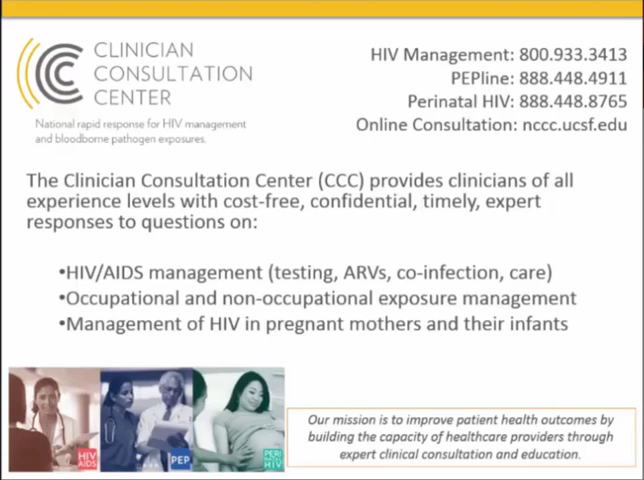 CLINICIAN
CONSULTATION
CENTER
National rapid response for HIV management
and bloodborne pathogen exposures.
HIV Management: 800.933.3413
PEPline: 888.448.4911
Perinatal HIV: 888.448.8765
Online Consultation: nccc.ucsf.edu
The Clinician Consultation Center (CCC) provides clinicians of all
experience levels with cost-free, confidential, timely, expert
responses to questions on:
•HIV/AIDS management (testing, ARVs, co-infection, care)
•Occupational and non-occupational exposure management
•Management of HIV in pregnant mothers and their infants
HIV
AIDS
PEP
PERI
NATAL
HIV
Our mission is to improve patient health outcomes by
building the capacity of healthcare providers through
expert clinical consultation and education.